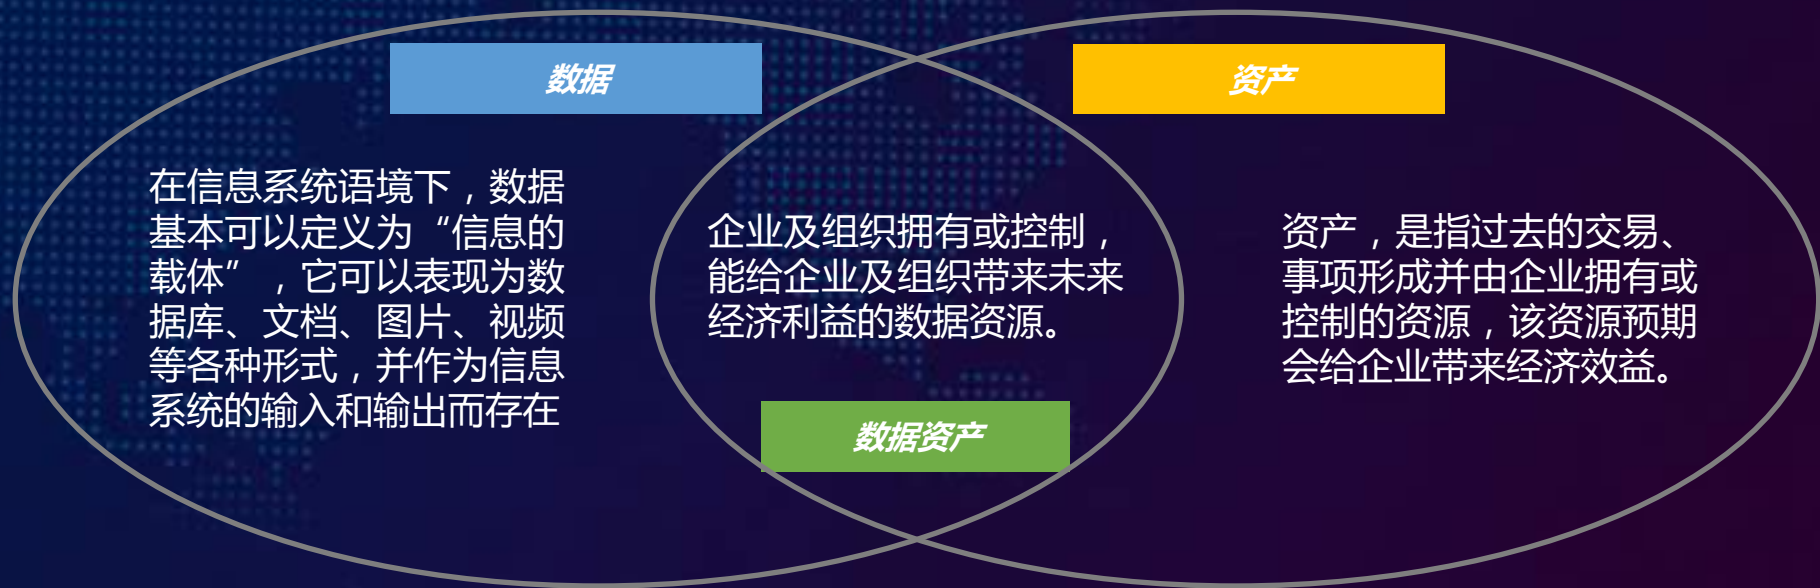 数据
在信息系统语境下，数据
基本可以定义为“信息的
载体”，它可以表现为数
据库、文档、图片、视频
等各种形式，并作为信息
系统的输入和输出而存在
企业及组织拥有或控制，
能给企业及组织带来未来
经济利益的数据资源。
数据资产
资产
资产，是指过去的交易、
事项形成并由企业拥有或
控制的资源，该资源预期
会给企业带来经济效益。